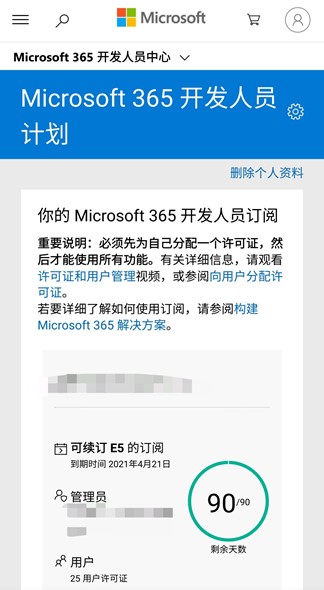 Microsoft
Microsoft 365 开发人员中心
Microsoft 365 开发人员
计划
删除个人资料
你的 Microsoft 365 开发人员订阅
重要说明：必须先为自己分配一个许可证，然
后才能使用所有功能。有关详细信息，请观看
许可证和用户管理视频，或参阅向用户分配许
可证。
若要详细了解如何使用订阅，请参阅构建
Microsoft 365 解决方案。
可续订 E5 的订阅
到期时间 2021年4月21日
管理员
90/90
剩余天数
用户
25 用户许可证